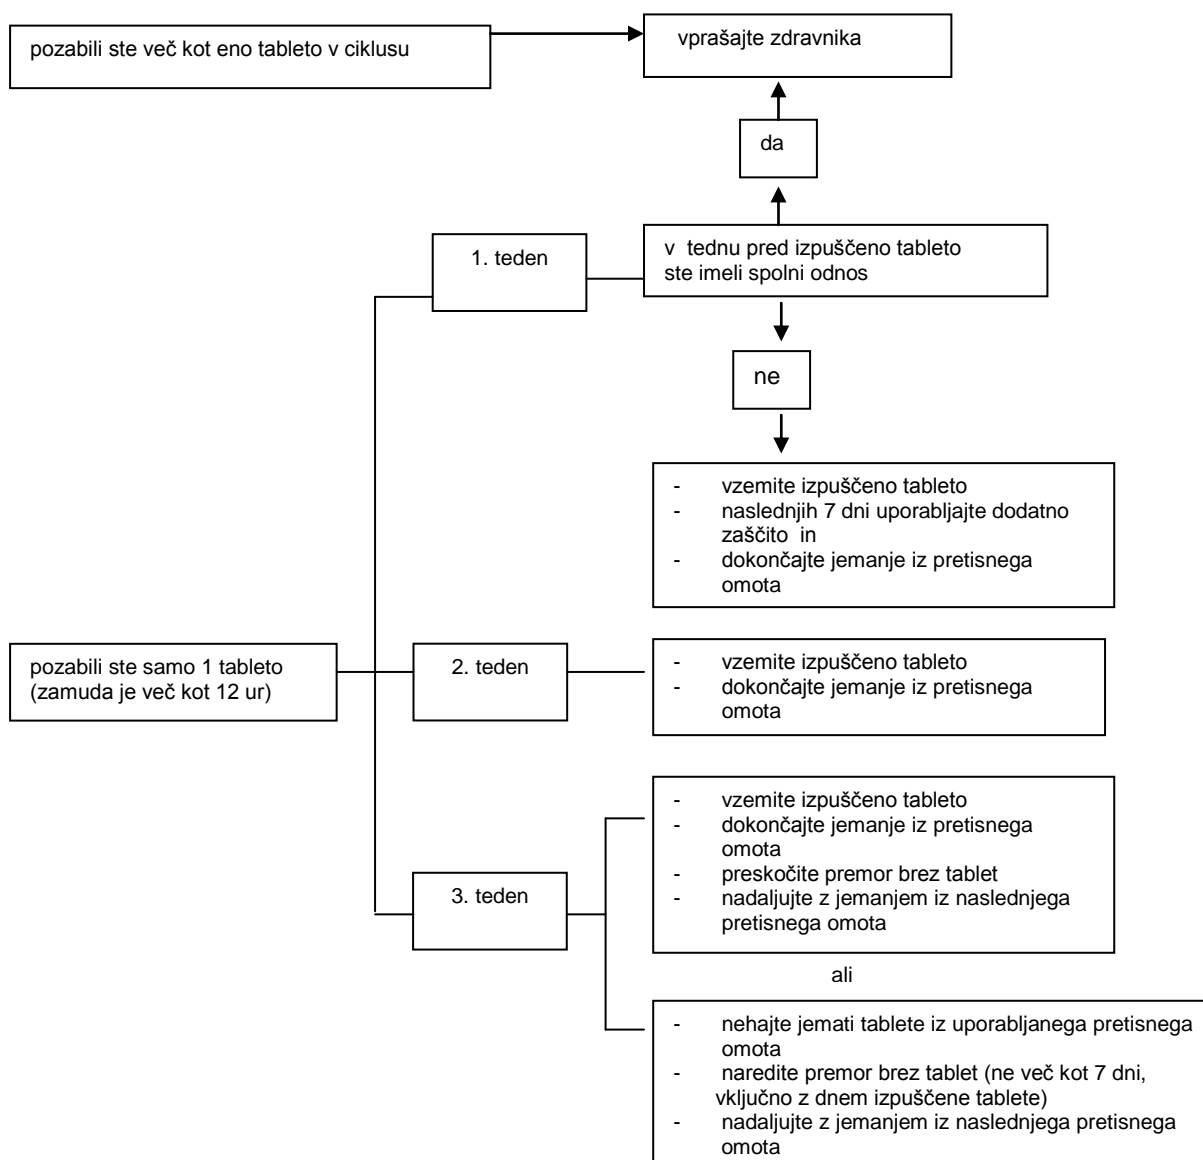 pozabili ste več kot eno tableto v ciklusu
vprašajte zdravnika
da
1. teden
v tednu pred izpuščeno tableto
ste imeli spolni odnos
ne
- vzemite izpuščeno tableto
- naslednjih 7 dni uporabljajte dodatno
zaščito in
- dokončajte jemanje iz pretisnega
omota
pozabili ste samo 1 tableto
(zamuda je več kot 12 ur)
2. teden
- vzemite izpuščeno tableto
- dokončajte jemanje iz pretisnega
omota
3. teden
- vzemite izpuščeno tableto
- dokončajte jemanje iz pretisnega
omota
- preskočite premor brez tablet
- nadaljujte z jemanjem iz naslednjega
pretisnega omota
ali
- nehajte jemati tablete iz uporabljanega pretisnega
omota
- naredite premor brez tablet (ne več kot 7 dni,
vključno z dnem izpuščene tablete)
- nadaljujte z jemanjem iz naslednjega pretisnega
omota